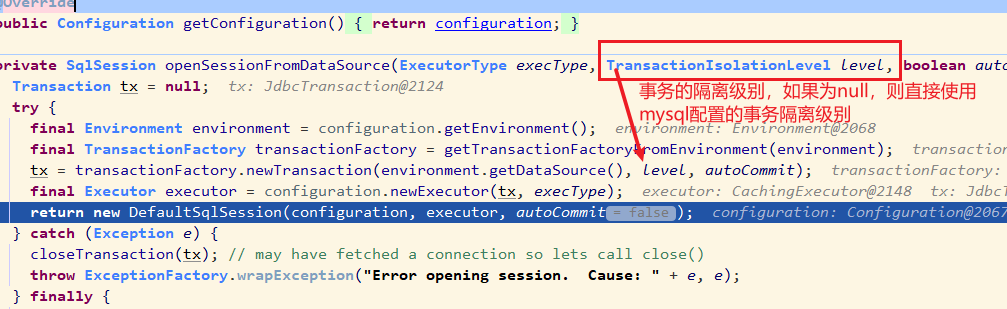 Override
public Configuration getConfiguration() { return configuration; }
private SqlSession openSessionFromDataSource(ExecutorType execType, TransactionIsolationLevel level, boolean auto
Transaction tx = null; tx: JdbcTransaction@2124
事务的隔离级别，如果为null，则直接使用
try {
mysql配置的事务隔离级别
final Environment environment = configuration.getEnvironment(); environment: Environment@2068
final TransactionFactory transactionFactory = getTransactionFactoryFromEnvironment(environment); transaction
tx = transactionFactory.newTransaction(environment.getDataSource(), level, autoCommit); transactionFactory:
final Executor executor = configuration.newExecutor(tx, execType); executor: CachingExecutor@2148 tx: Jdb
return new DefaultSqlSession(configuration, executor, autoCommit = false ); configuration: Configuration@2067
} catch (Exception e) {
closeTransaction(tx); // may have fetched a connection so lets call close()
throw ExceptionFactory.wrapException("Error opening session.  Cause: " + e, e);
} finally {